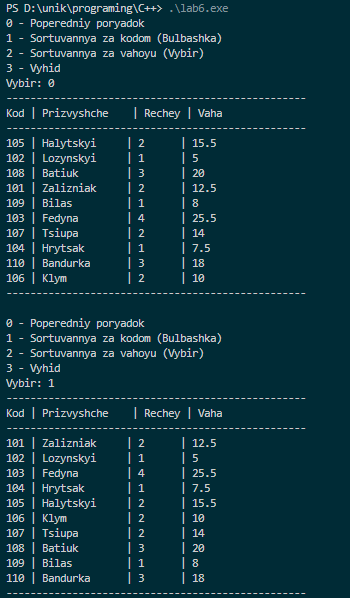 PS D:\unik\programing\C++> .\lab6.exe
0 - Poperedniy poryadok
1 - Sortuvannya za kodom (Bulbashka)
2 - Sortuvannya za vahoyu (Vybir)
3 - Vyhid
Vybir: 0
--------------------------------------------------
Kod | Prizvyshche    | Rechey | Vaha
--------------------------------------------------
105 | Halytskyi     | 2      | 15.5
102 | Lozynskyi     | 1      | 5
108 | Batiuk        | 3      | 20
101 | Zalizniak     | 2      | 12.5
109 | Bilas         | 1      | 8
103 | Fedyna        | 4      | 25.5
107 | Tsiupa        | 2      | 14
104 | Hrytsak       | 1      | 7.5
110 | Bandurka      | 3      | 18
106 | Klym          | 2      | 10
--------------------------------------------------
0 - Poperedniy poryadok
1 - Sortuvannya za kodom (Bulbashka)
2 - Sortuvannya za vahoyu (Vybir)
3 - Vyhid
Vybir: 1
--------------------------------------------------
Kod | Prizvyshche    | Rechey | Vaha
--------------------------------------------------
101 | Zalizniak     | 2      | 12.5
102 | Lozynskyi     | 1      | 5
103 | Fedyna        | 4      | 25.5
104 | Hrytsak       | 1      | 7.5
105 | Halytskyi     | 2      | 15.5
106 | Klym          | 2      | 10
107 | Tsiupa        | 2      | 14
108 | Batiuk        | 3      | 20
109 | Bilas         | 1      | 8
110 | Bandurka      | 3      | 18
--------------------------------------------------